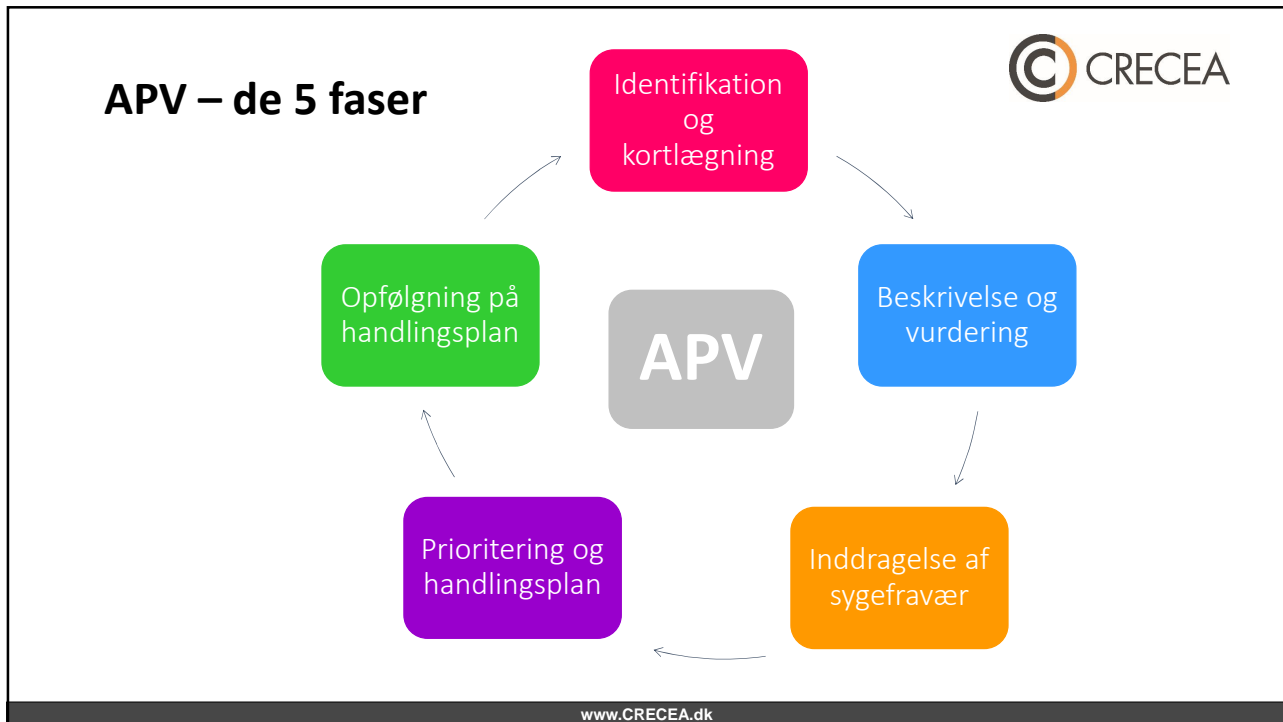 APV – de 5 faser
CRECEA
Identifikation
og
kortlægning
Beskrivelse og
vurdering
Inddragelse af
sygefravær
Prioritering og
handlingsplan
Opfølgning på
handlingsplan
APV
www.CRECEA.dk